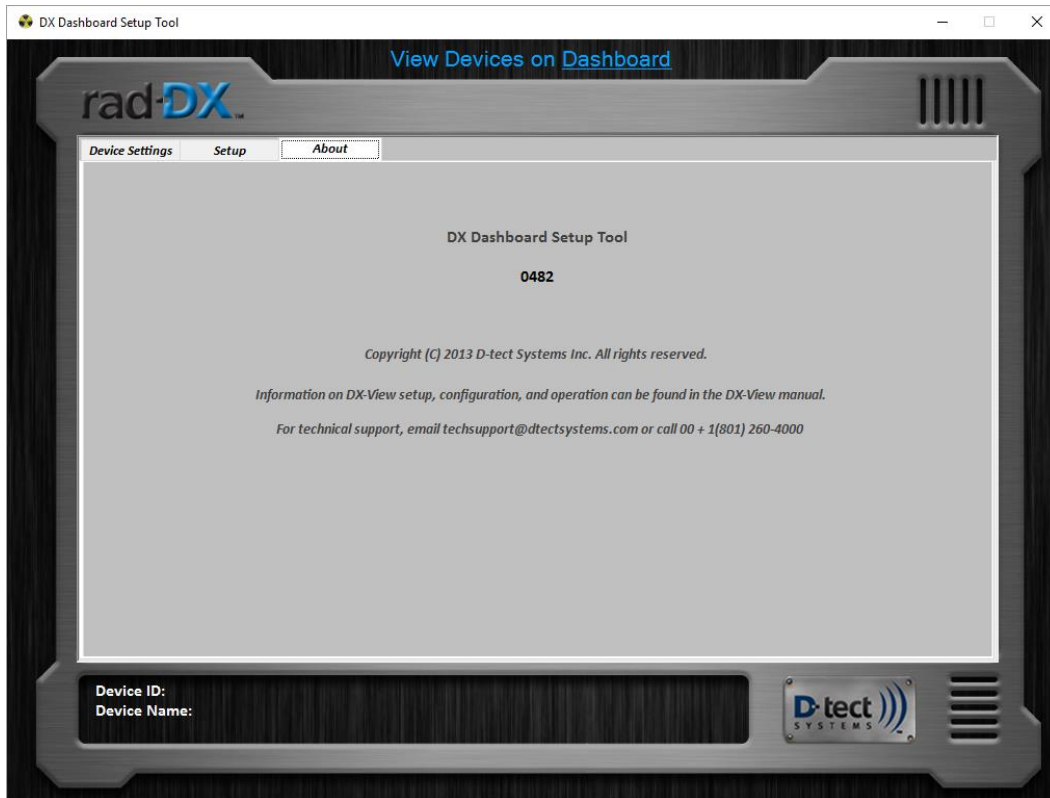 DX Dashboard Setup Tool
View Devices on Dashboard
rad-DX™
Device Settings Setup About
DX Dashboard Setup Tool
0482
Copyright (C) 2013 D-tect Systems Inc. All rights reserved.
Information on DX-View setup, configuration, and operation can be found in the DX-View manual.
For technical support, email techsupport@dtectsystems.com or call 00 + 1(801) 260-4000
Device ID:
Device Name:
D-tect
SYSTEMS